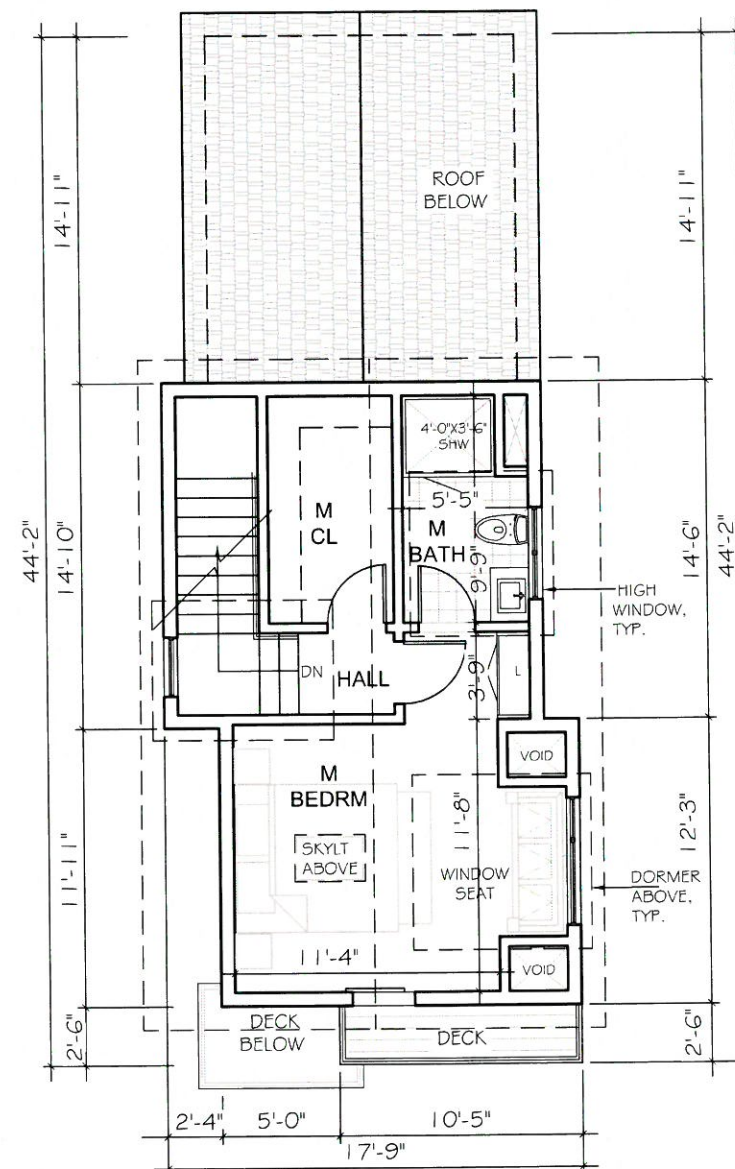 ROOF
BELOW
14'-11"
14'-11"
44'-2"
14'-10"
14'-6"
44'-2"
4'-0"X3'-6"
SHW
5'-5"
M
CL
M
BATH
9'-9"
HIGH
WINDOW,
TYP.
DN
HALL
3'-9"
L
VOID
M
BEDRM
SKYLT
ABOVE
11'-8"
WINDOW
SEAT
11'-11"
12'-3"
DORMER
ABOVE,
TYP.
11'-4"
VOID
DECK
BELOW
DECK
2'-6"
2'-6"
2'-4"
5'-0"
10'-5"
17'-9"